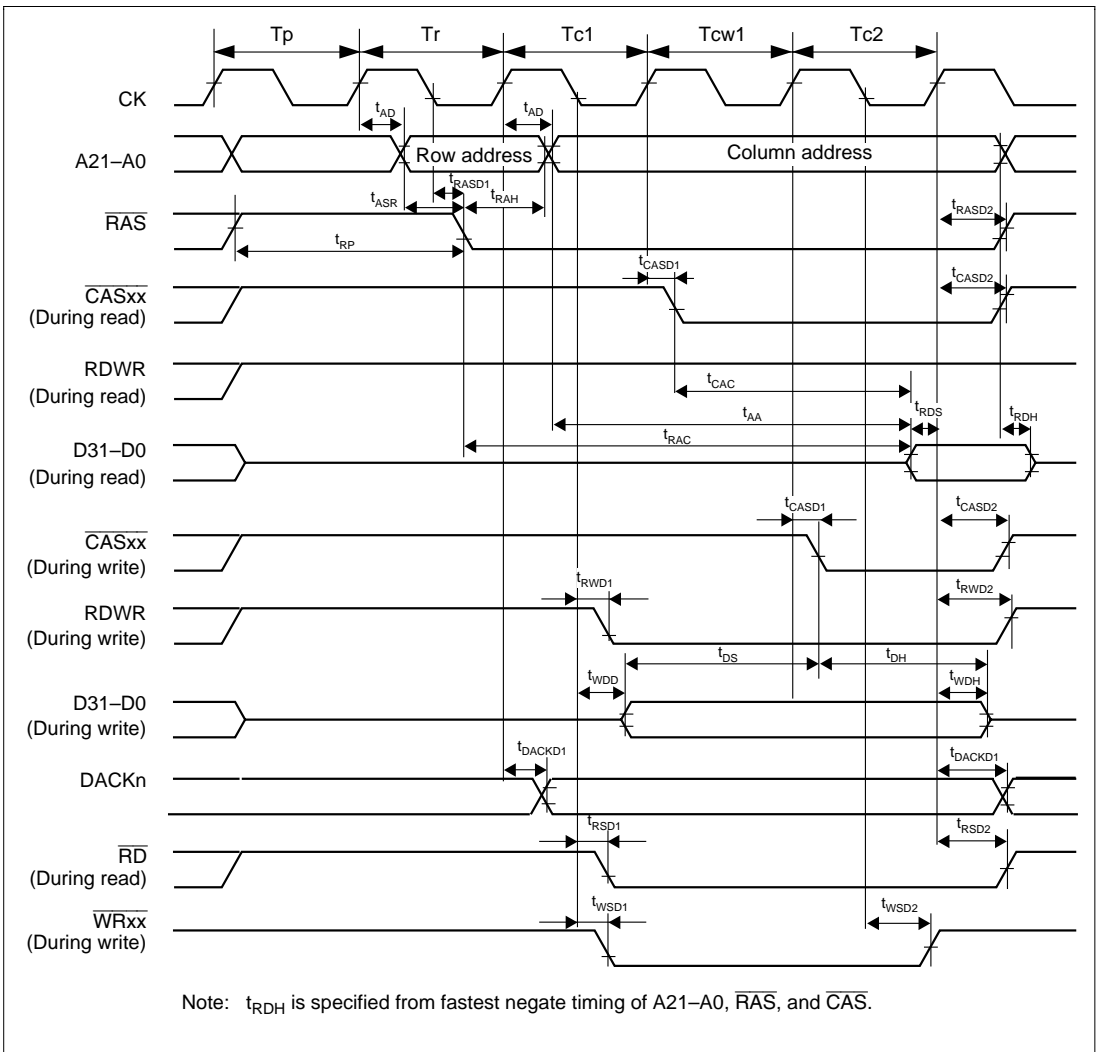 Tp Tr Tc1 Tcw1 Tc2
CK
tAD tAD
A21–A0 Row address Column address
tRASD1
tASR tRAH tRASD2
RAS
tRP
tCASD1 tCASD2
CASxx
(During read)
RDWR
(During read)
tCAC
tAA tRDS tRDH
tRAC
D31–D0
(During read)
tCASD1 tCASD2
CASxx
(During write)
tRWD1 tRWD2
RDWR
(During write)
tDS tDH
tWDD tWDH
D31–D0
(During write)
tDACKD1 tDACKD1
DACKn
tRSD1 tRSD2
RD
(During read)
tWSD1 tWSD2
WRxx
(During write)
Note: tRDH is specified from fastest negate timing of A21–A0, RAS, and CAS.